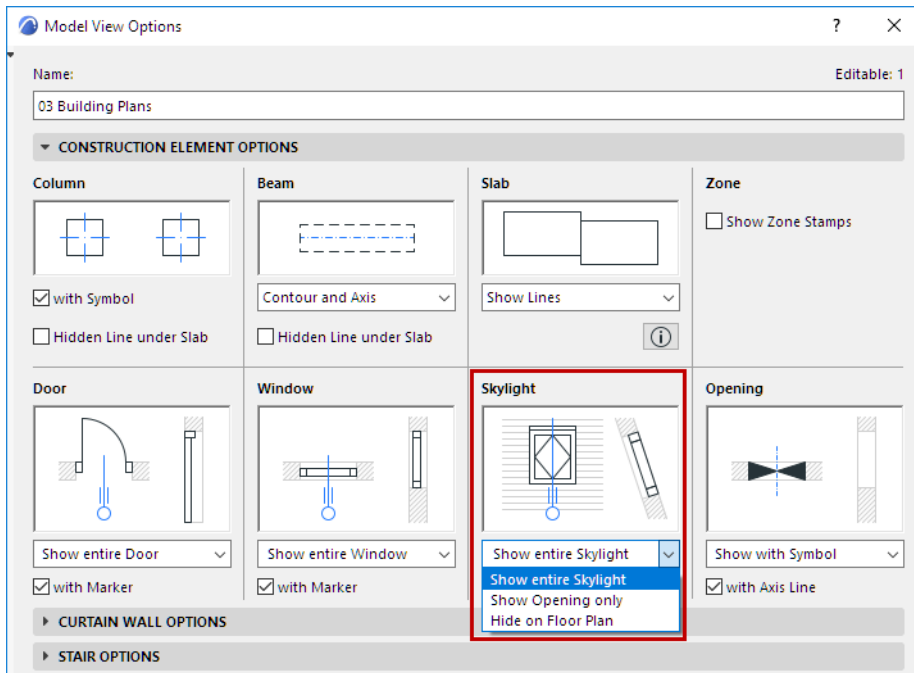 Model View Options
?
Name:
Editable: 1
03 Building Plans
CONSTRUCTION ELEMENT OPTIONS
Column
Beam
Slab
Zone
Show Zone Stamps
with Symbol
Contour and Axis
Show Lines
Hidden Line under Slab
Hidden Line under Slab
Door
Window
Skylight
Opening
Show entire Door
Show entire Window
Show entire Skylight
Show with Symbol
with Marker
with Marker
Show entire Skylight
Show Opening only
Hide on Floor Plan
with Axis Line
CURTAIN WALL OPTIONS
STAIR OPTIONS